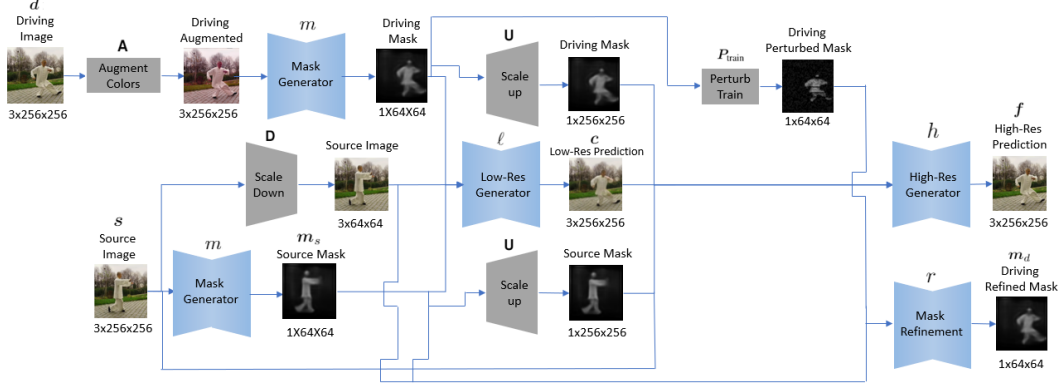 d
Driving
Image
3x256x256
A
Augment
Colors
Driving
Augmented
3x256x256
m
Mask
Generator
Driving
Mask
1X64X64
U
Scale
up
Driving Mask
1x256x256
P_train
Perturb
Train
Driving
Perturbed Mask
1x64x64
D
Scale
Down
Source Image
3x64x64
ℓ
Low-Res
Generator
c
Low-Res Prediction
3x256x256
h
High-Res
Generator
f
High-Res
Prediction
3x256x256
s
Source
Image
3x256x256
m
Mask
Generator
m_s
Source Mask
1X64X64
U
Scale
up
Source Mask
1x256x256
r
Mask
Refinement
m_d
Driving
Refined Mask
1x64x64